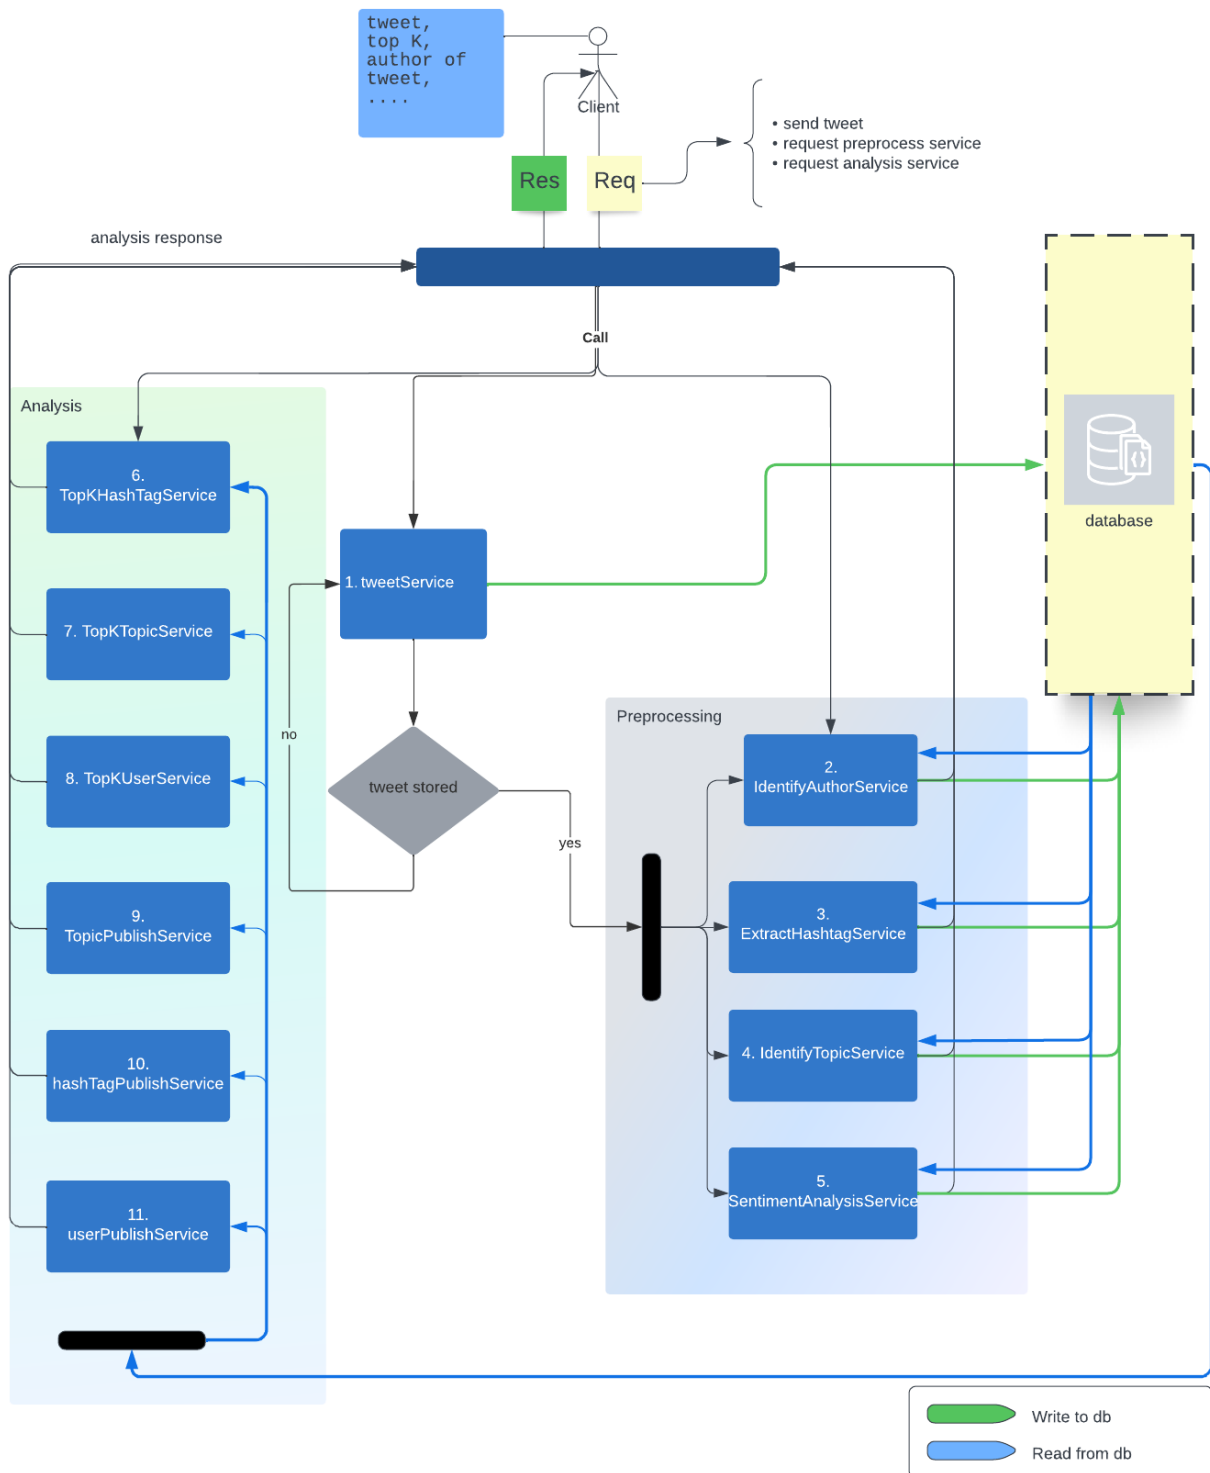 tweet,
top K,
author of
tweet,
....
Client
Res
Req
• send tweet
• request preprocess service
• request analysis service
analysis response
Call
Analysis
6.
TopKHashTagService
7. TopKTopicService
8. TopKUserService
9.
TopicPublishService
10.
hashTagPublishService
11.
userPublishService
1. tweetService
no
tweet stored
yes
database
Preprocessing
2.
IdentifyAuthorService
3.
ExtractHashtagService
4. IdentifyTopicService
5.
SentimentAnalysisService
Write to db
Read from db